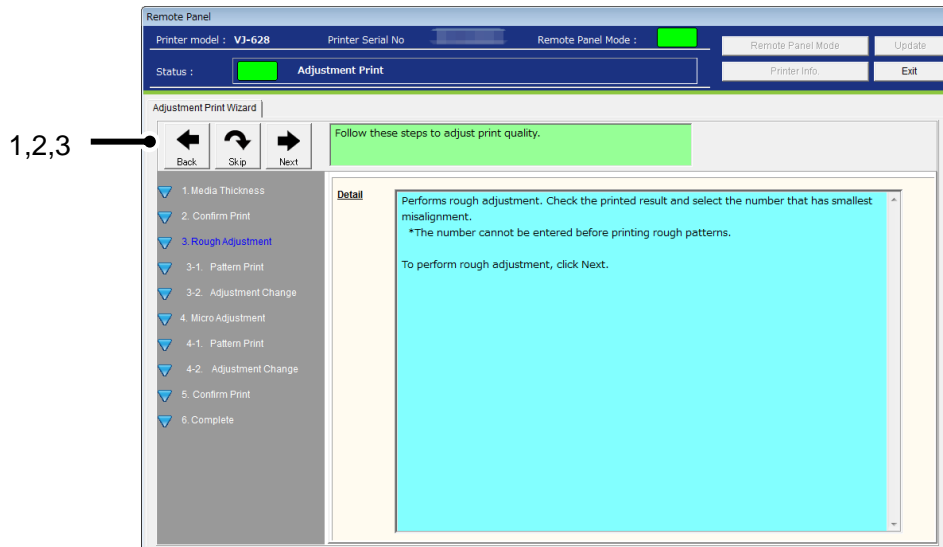 Remote Panel
Printer model : VJ-628 Printer Serial No Remote Panel Mode :
Remote Panel Mode Update
Status : Adjustment Print
Printer info. Exit
Adjustment Print Wizard
1,2,3
Back Skip Next
Follow these steps to adjust print quality.
1. Media Thickness
2. Confirm Print
3. Rough Adjustment
3-1. Pattern Print
3-2. Adjustment Change
4. Micro Adjustment
4-1. Pattern Print
4-2. Adjustment Change
5. Confirm Print
6. Complete
Detail
Performs rough adjustment. Check the printed result and select the number that has smallest
misalignment.
*The number cannot be entered before printing rough patterns.
To perform rough adjustment, click Next.